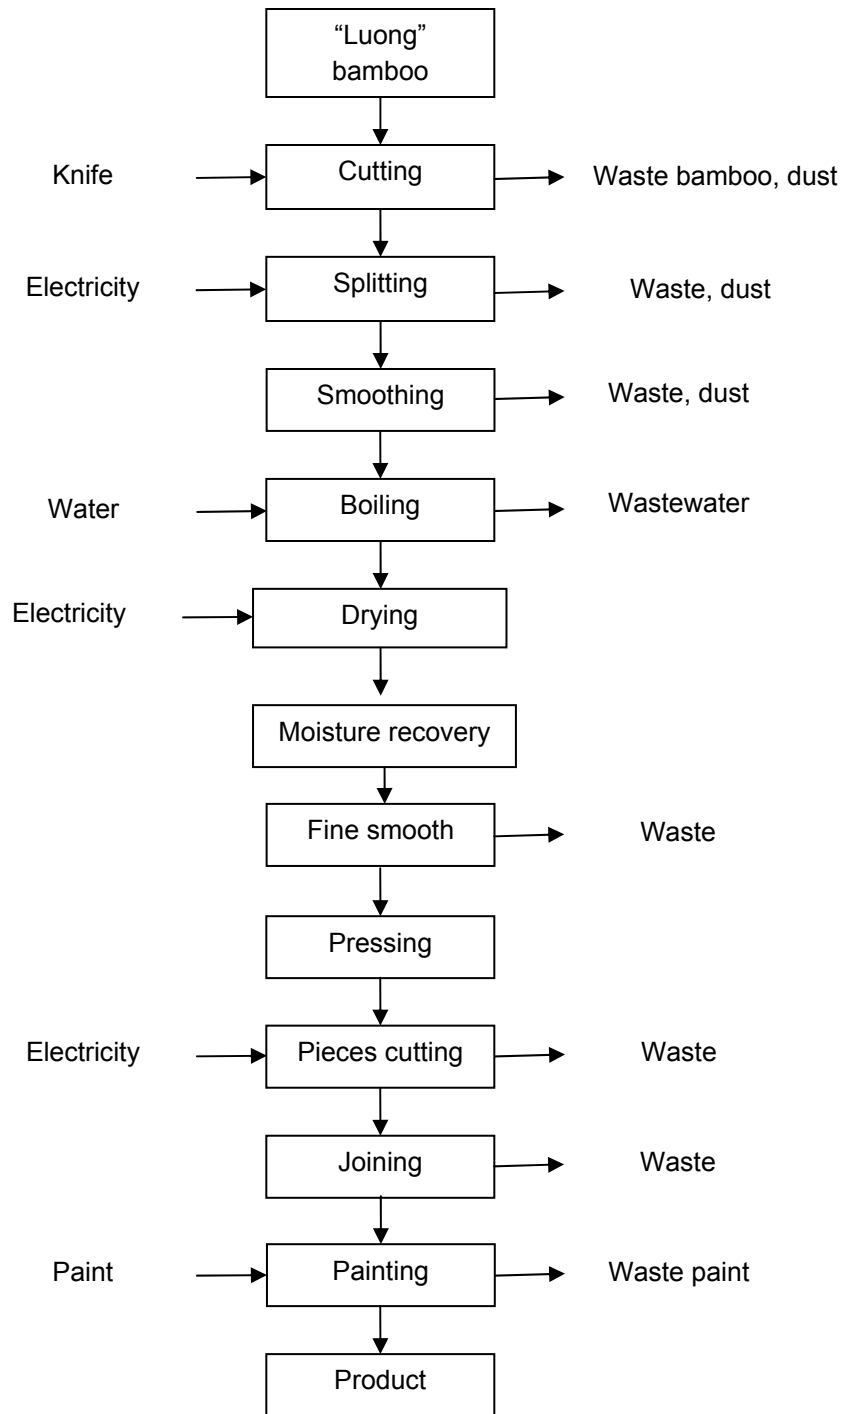 “Luong”
bamboo
Knife
Cutting
Waste bamboo, dust
Electricity
Splitting
Waste, dust
Smoothing
Waste, dust
Water
Boiling
Wastewater
Electricity
Drying
Moisture recovery
Fine smooth
Waste
Pressing
Electricity
Pieces cutting
Waste
Joining
Waste
Paint
Painting
Waste paint
Product